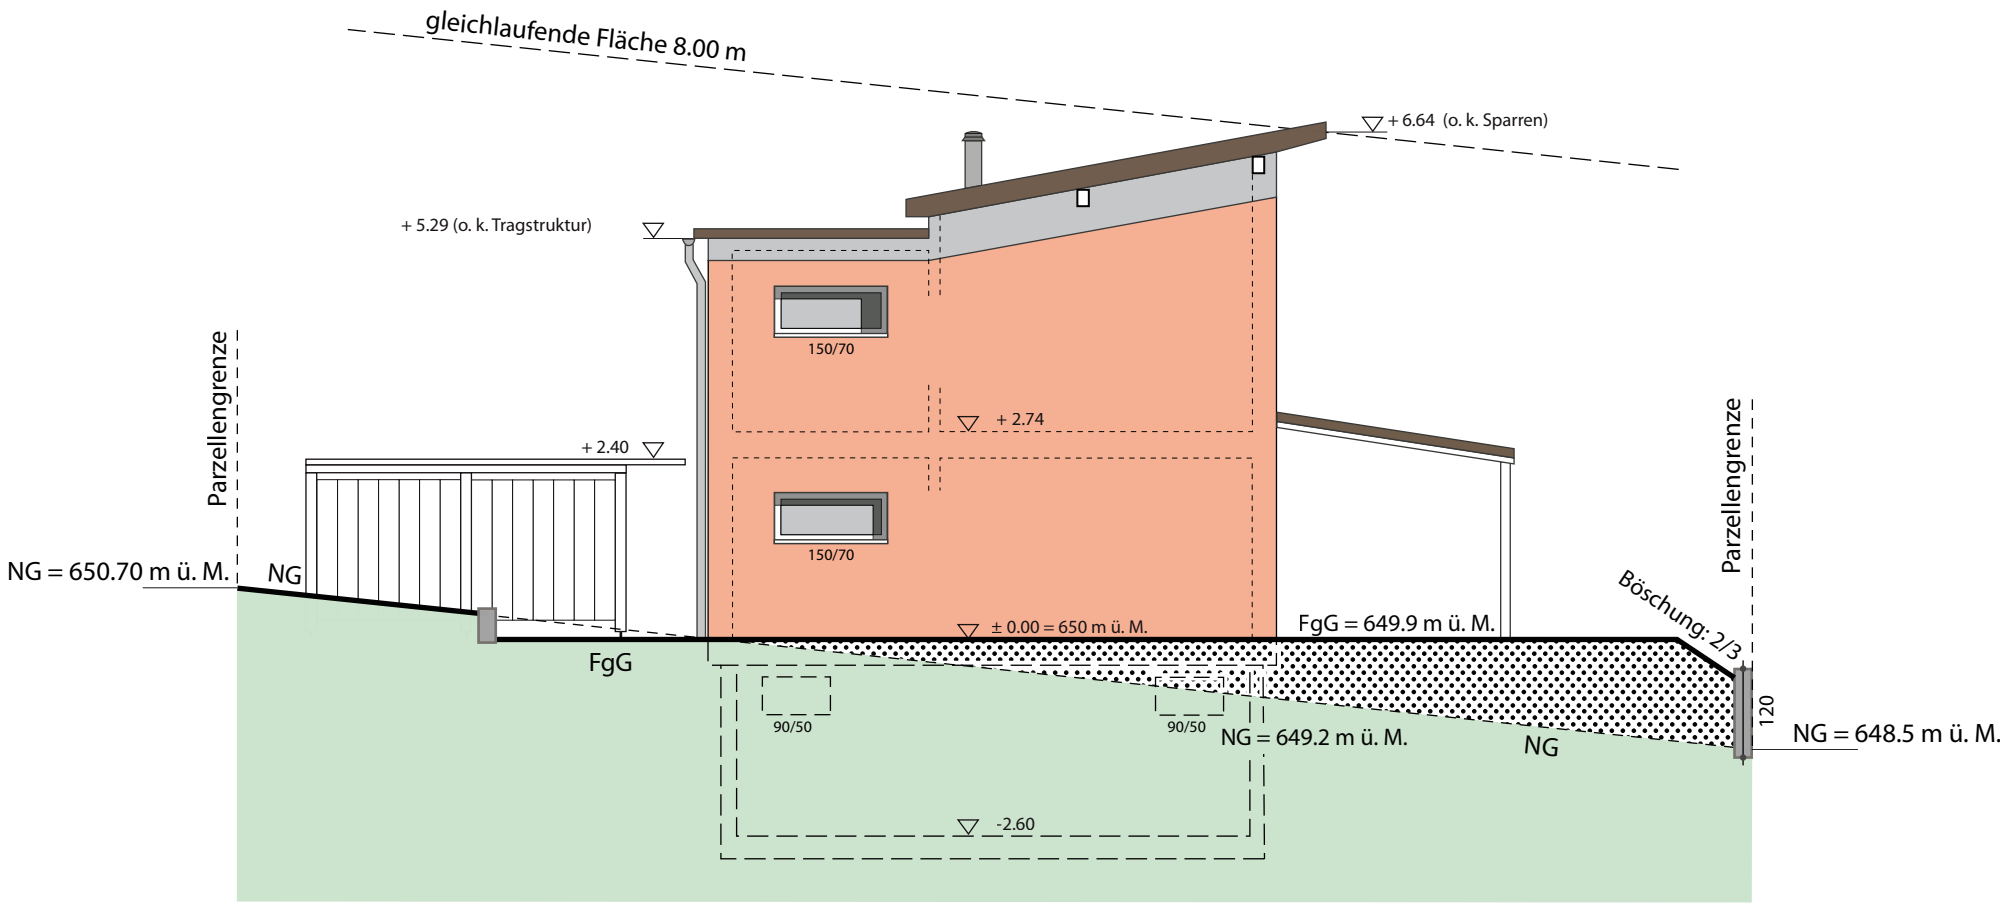 gleichlaufende Fläche 8.00 m
+ 6.64 (o. k. Sparren)
+ 5.29 (o. k. Tragstruktur)
150/70
Parzellengrenze
Parzellengrenze
+ 2.74
+ 2.40
150/70
NG = 650.70 m ü. M.
NG
Böschung: 2/3
± 0.00 = 650 m ü. M.
FgG = 649.9 m ü. M.
FgG
90/50
90/50
NG = 649.2 m ü. M.
NG
120
NG = 648.5 m ü. M.
-2.60